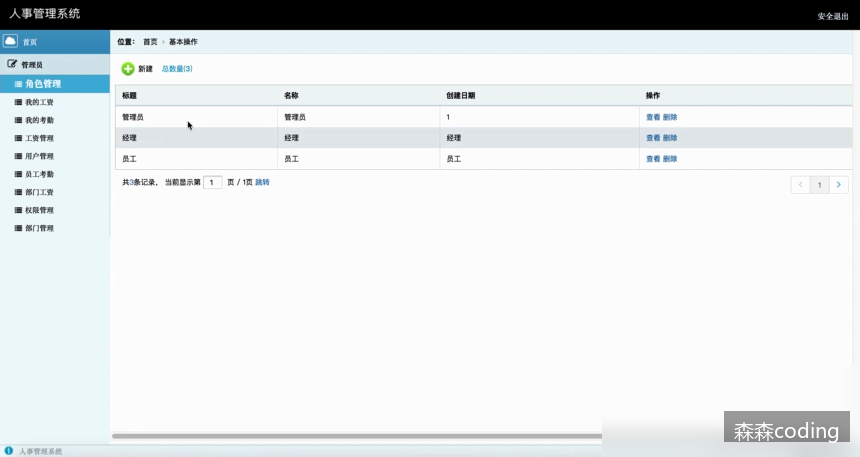 人事管理系统
安全退出
首页
位置： 首页 › 基本操作
管理员
角色管理
我的工资
我的考勤
工资管理
用户管理
员工考勤
部门工资
权限管理
部门管理
新建 总数量(3)
标题 名称 创建日期 操作
管理员 管理员 1 查看 删除
经理 经理 经理 查看 删除
员工 员工 员工 查看 删除
共3条记录， 当前显示第 1 页 / 1页 跳转
‹ 1 ›
森森coding
人事管理系统